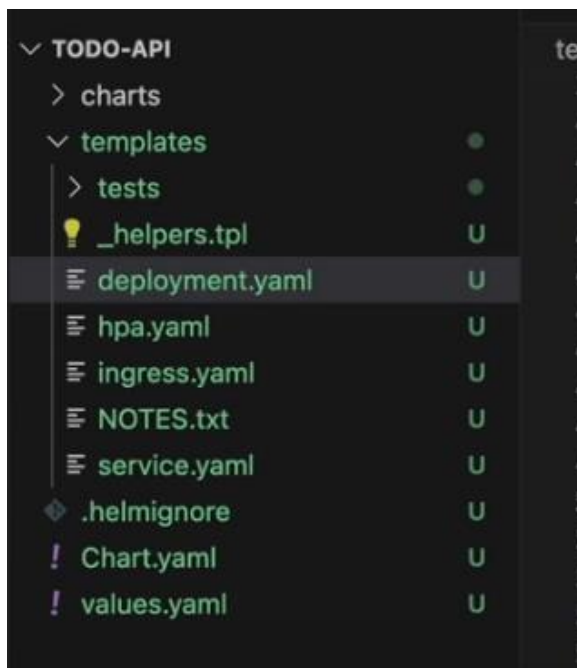 TODO-API
te
charts
templates
tests
_helpers.tpl U
deployment.yaml U
hpa.yaml U
ingress.yaml U
NOTES.txt U
service.yaml U
.helmignore U
! Chart.yaml U
! values.yaml U